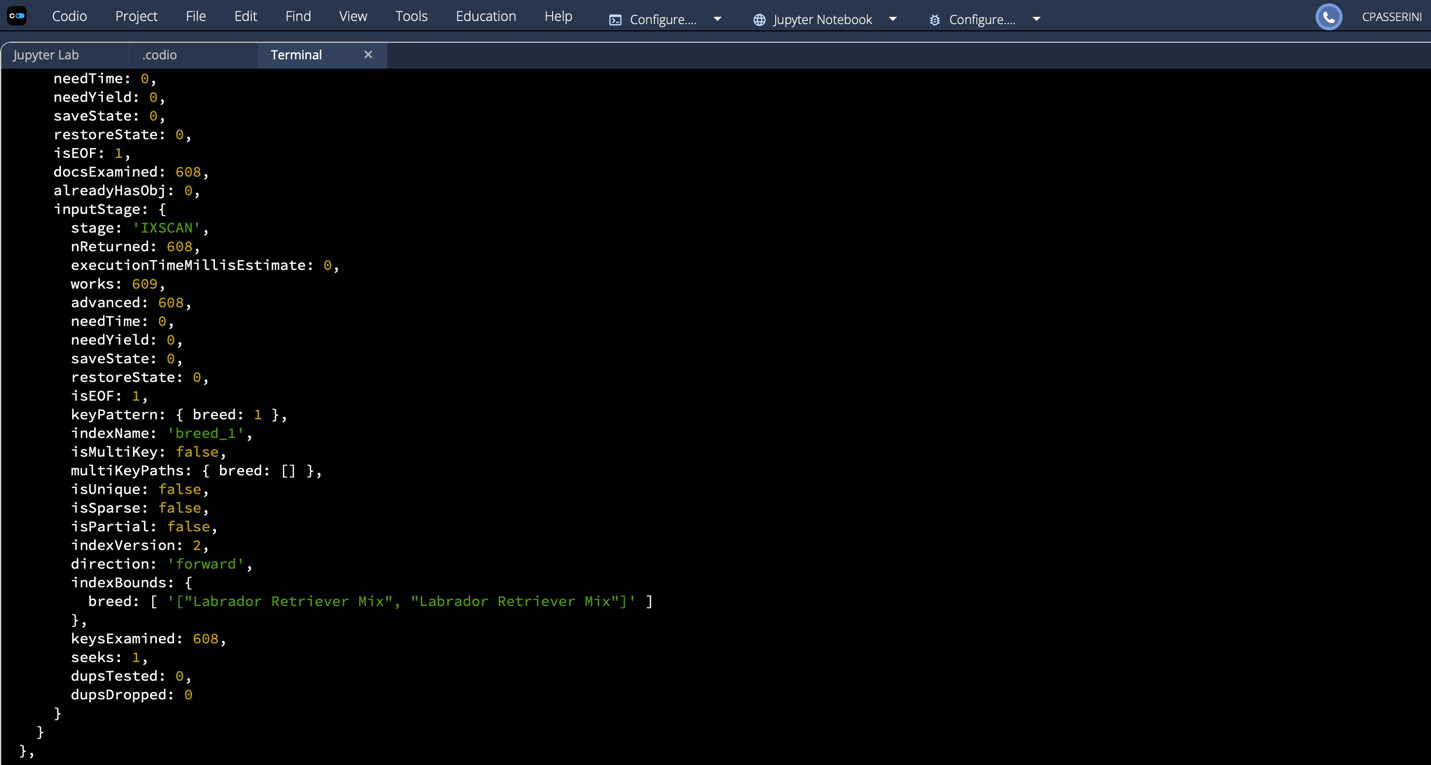 Codio Project File Edit Find View Tools Education Help Configure.... Jupyter Notebook Configure.... CPASSERINI
Jupyter Lab .codio Terminal ×
    needTime: 0,
    needYield: 0,
    saveState: 0,
    restoreState: 0,
    isEOF: 1,
    docsExamined: 608,
    alreadyHasObj: 0,
    inputStage: {
      stage: 'IXSCAN',
      nReturned: 608,
      executionTimeMillisEstimate: 0,
      works: 609,
      advanced: 608,
      needTime: 0,
      needYield: 0,
      saveState: 0,
      restoreState: 0,
      isEOF: 1,
      keyPattern: { breed: 1 },
      indexName: 'breed_1',
      isMultiKey: false,
      multiKeyPaths: { breed: [] },
      isUnique: false,
      isSparse: false,
      isPartial: false,
      indexVersion: 2,
      direction: 'forward',
      indexBounds: {
        breed: [ '["Labrador Retriever Mix", "Labrador Retriever Mix"]' ]
      },
      keysExamined: 608,
      seeks: 1,
      dupsTested: 0,
      dupsDropped: 0
    }
  }
},